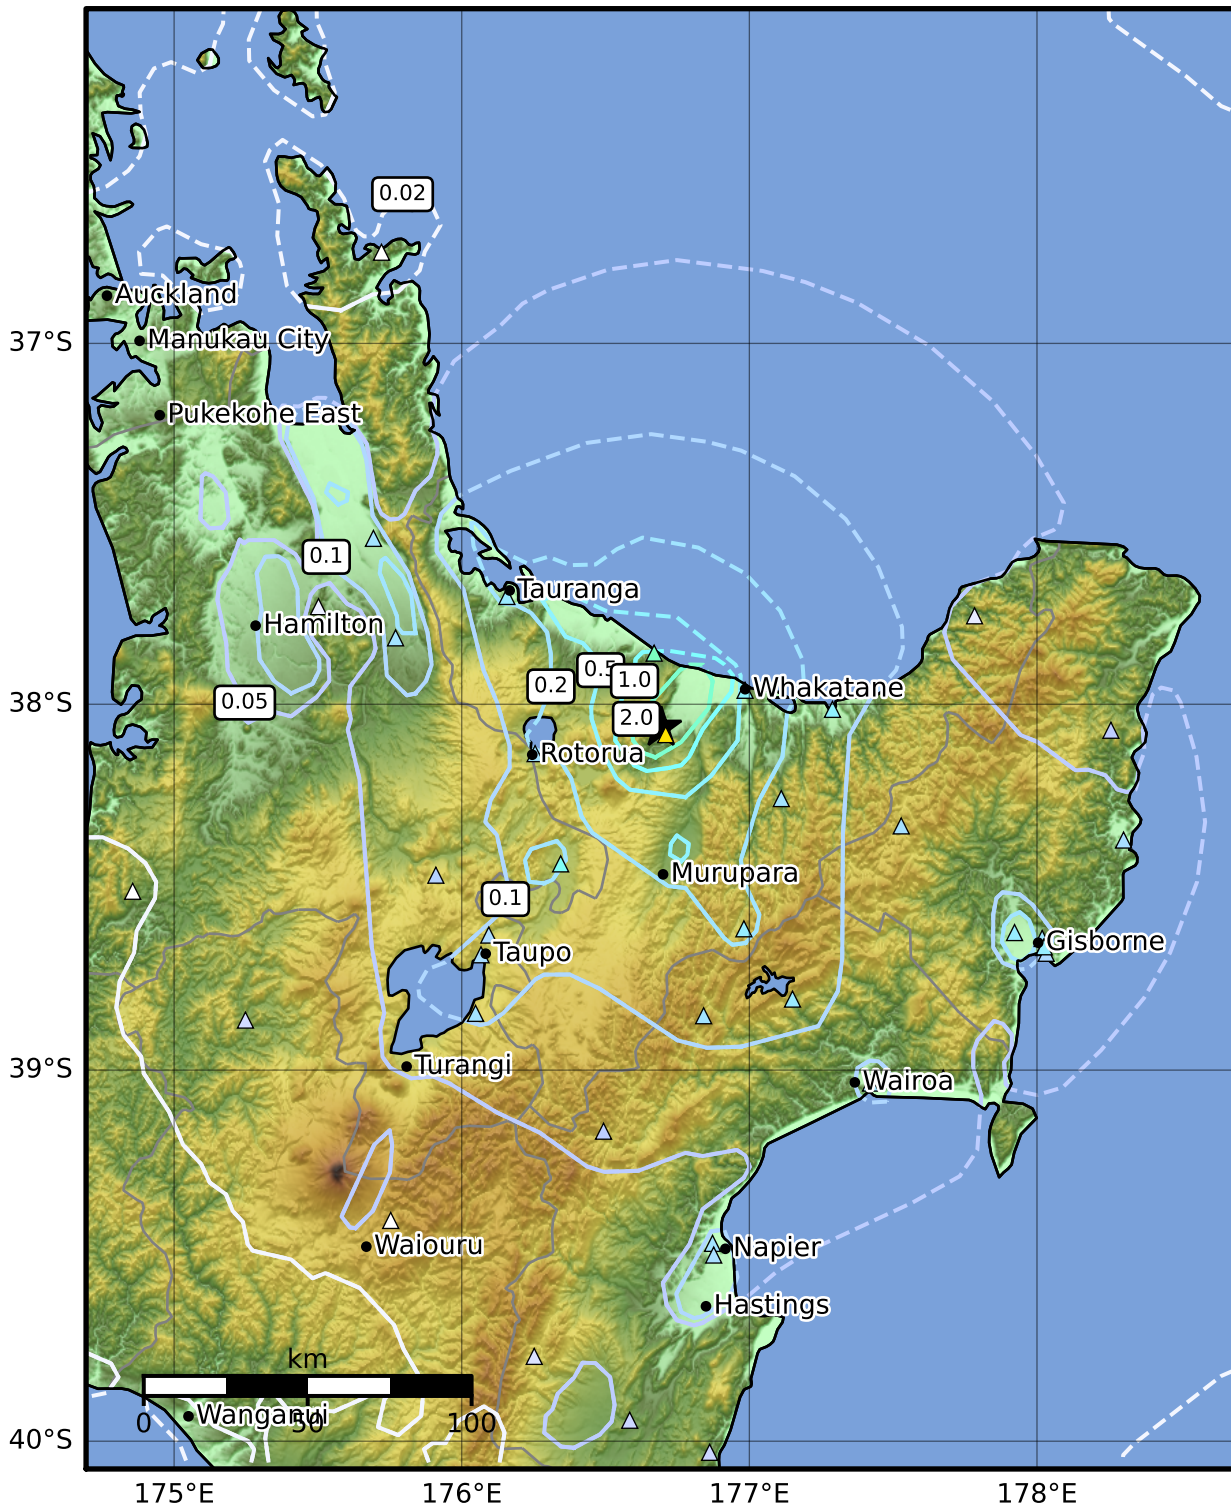 0.02
Auckland
Manukau City
37°S
Pukekohe East
0.1
Tauranga
Hamilton
0.5
1.0
0.2
Whakatane
0.05
38°S
2.0
Rotorua
Murupara
0.1
Gisborne
Taupo
Turangi
39°S
Wairoa
Waiouru
Napier
Hastings
km
Wanganui
0 50 100
40°S
175°E 176°E 177°E 178°E